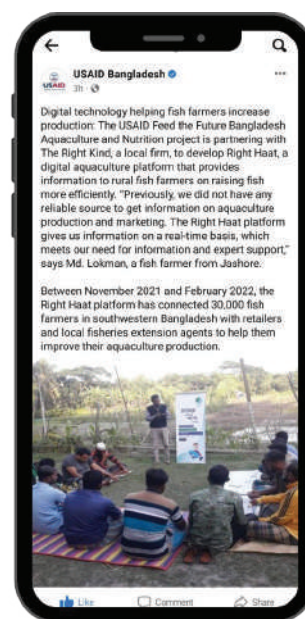 USAID Bangladesh
USAID
3h
Digital technology helping fish farmers increase
production: The USAID Feed the Future Bangladesh
Aquaculture and Nutrition project is partnering with
The Right Kind, a local firm, to develop Right Haat, a
digital aquaculture platform that provides
information to rural fish farmers on raising fish
more efficiently. "Previously, we did not have any
reliable source to get information on aquaculture
production and marketing. The Right Haat platform
gives us information on a real-time basis, which
meets our need for information and expert support,"
says Md. Lokman, a fish farmer from Jashore.
Between November 2021 and February 2022, the
Right Haat platform has connected 30,000 fish
farmers in southwestern Bangladesh with retailers
and local fisheries extension agents to help them
improve their aquaculture production.
Like Comment Share